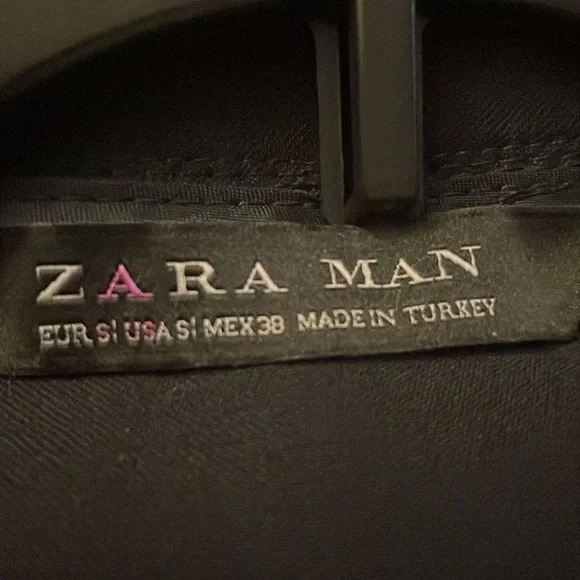 ZARA MAN
EUR S| USA S| MEX 38 MADE IN TURKEY